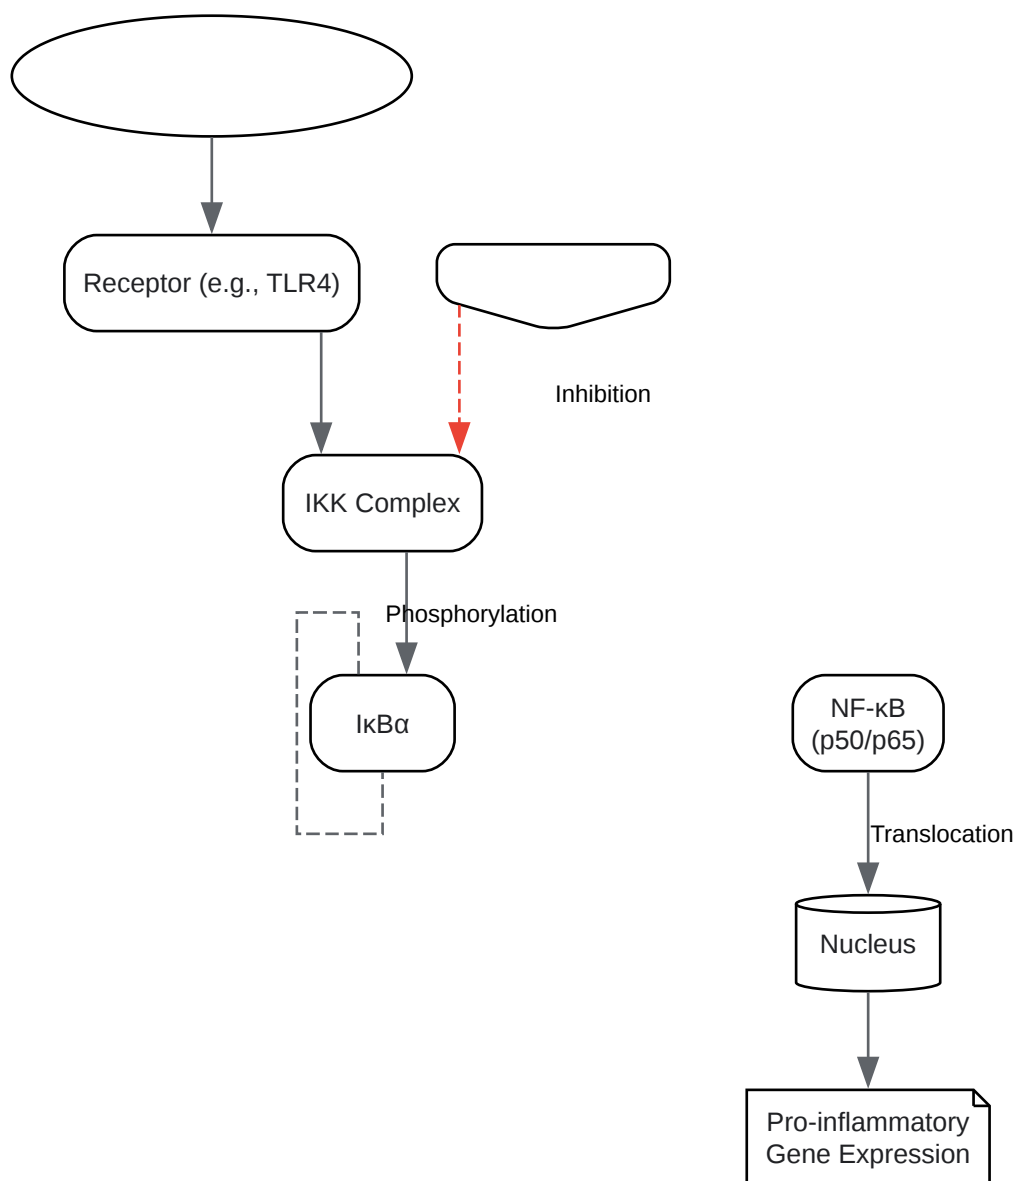 Receptor (e.g., TLR4)
Inhibition
IKK Complex
Phosphorylation
IκBα
NF-κB
(p50/p65)
Translocation
Nucleus
Pro-inflammatory
Gene Expression